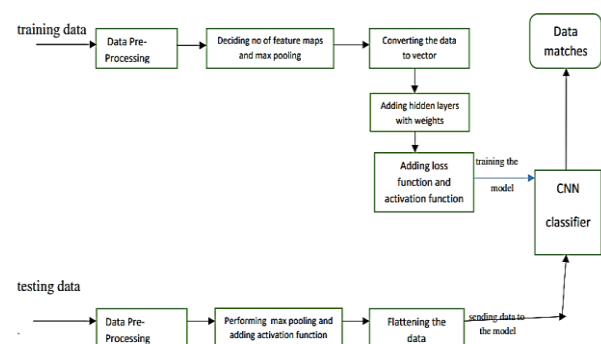 training data
Data Pre-
Processing
Deciding no of feature maps
and max pooling
Converting the data
to vector
Data
matches
Adding hidden layers
with weights
Adding loss
function and
activation function
training the
model
CNN
classifier
testing data
Data Pre-
Processing
Performing max pooling and
adding activation function
Flattening the
data
sending data to
the model